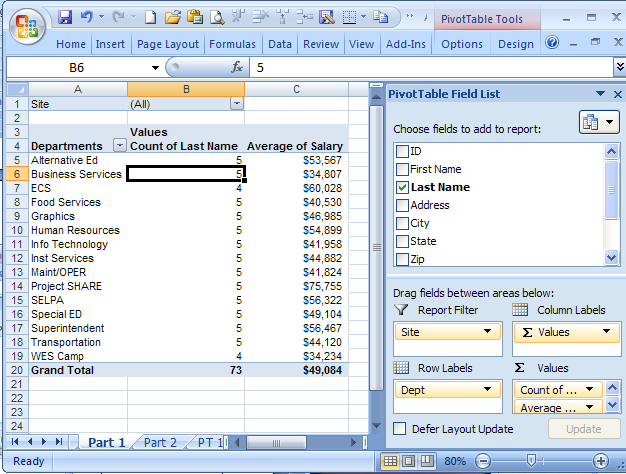 PivotTable Tools
Home Insert Page Layout Formulas Data Review View Add-Ins Options Design
B6 fx 5
A B C
1 Site (All)
2
3 Values
4 Departments Count of Last Name Average of Salary
5 Alternative Ed 5 $53,567
6 Business Services 5 $34,807
7 ECS 4 $60,028
8 Food Services 5 $40,530
9 Graphics 5 $46,985
10 Human Resources 5 $54,899
11 Info Technology 5 $41,958
12 Inst Services 5 $44,882
13 Maint/OPER 5 $41,824
14 Project SHARE 5 $75,755
15 SELPA 5 $56,322
16 Special ED 5 $49,104
17 Superintendent 5 $56,467
18 Transportation 5 $44,120
19 WES Camp 4 $34,234
20 Grand Total 73 $49,084
21
22
23
24
Part 1 Part 2 PT 1
Ready 80%
PivotTable Field List
Choose fields to add to report:
ID
First Name
Last Name
Address
City
State
Zip
Drag fields between areas below:
Report Filter Column Labels
Site Σ Values
Row Labels Σ Values
Dept Count of ...
Average ...
Defer Layout Update Update